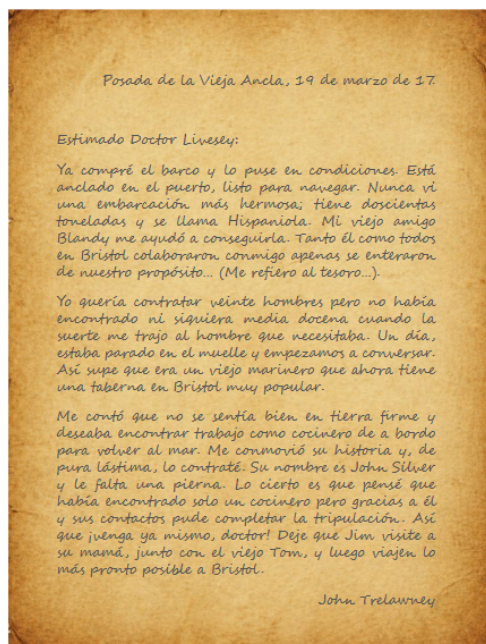 Posada de la Vieja Ancla, 19 de marzo de 17.
Estimado Doctor Livesey:
Ya compré el barco y lo puse en condiciones. Está
anclado en el puerto, listo para navegar. Nunca vi
una embarcación más hermosa; tiene doscientas
toneladas y se llama Hispaniola. Mi viejo amigo
Blandy me ayudó a conseguirla. Tanto él como todos
en Bristol colaboraron conmigo apenas se enteraron
de nuestro propósito... (Me refiero al tesoro...).
Yo quería contratar veinte hombres pero no había
encontrado ni siquiera media docena cuando la
suerte me trajo al hombre que necesitaba. Un día,
estaba parado en el muelle y empezamos a conversar.
Así supe que era un viejo marinero que ahora tiene
una taberna en Bristol muy popular.
Me contó que no se sentía bien en tierra firme y
deseaba encontrar trabajo como cocinero de a bordo
para volver al mar. Me conmovió su historia y, de
pura lástima, lo contraté. Su nombre es John Silver
y le falta una pierna. Lo cierto es que pensé que
había encontrado solo un cocinero pero gracias a él
y sus contactos pude completar la tripulación. Así
que ¡venga ya mismo, doctor! Deje que Jim visite a
su mamá, junto con el viejo Tom, y luego viajen lo
más pronto posible a Bristol.
John Trelawney